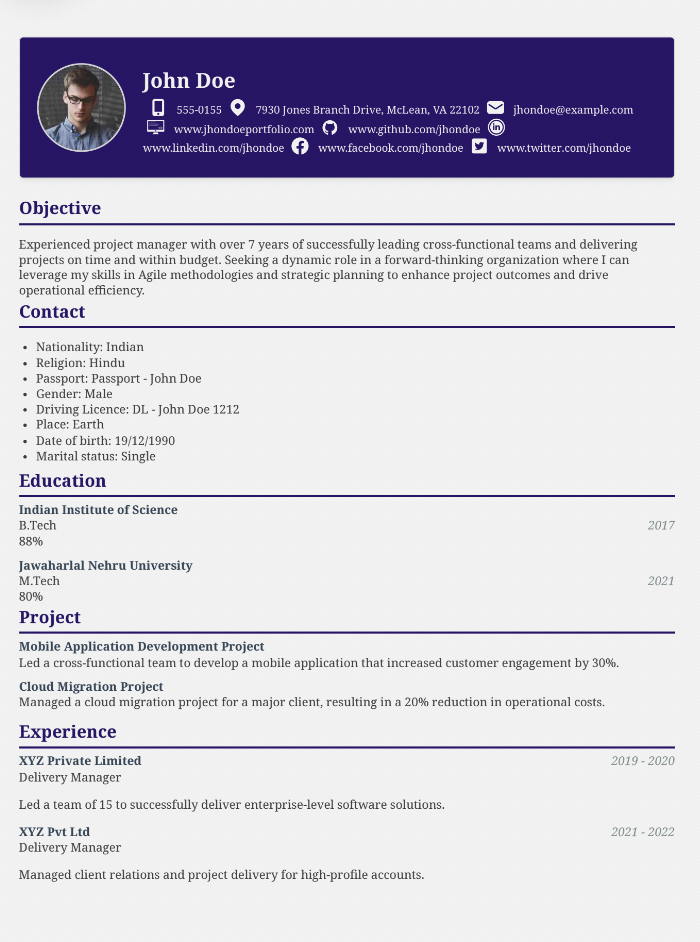 John Doe
555-0155 7930 Jones Branch Drive, McLean, VA 22102 jhondoe@example.com
www.jhondoeportfolio.com www.github.com/jhondoe
www.linkedin.com/jhondoe www.facebook.com/jhondoe www.twitter.com/jhondoe
Objective
Experienced project manager with over 7 years of successfully leading cross-functional teams and delivering
projects on time and within budget. Seeking a dynamic role in a forward-thinking organization where I can
leverage my skills in Agile methodologies and strategic planning to enhance project outcomes and drive
operational efficiency.
Contact
• Nationality: Indian
• Religion: Hindu
• Passport: Passport - John Doe
• Gender: Male
• Driving Licence: DL - John Doe 1212
• Place: Earth
• Date of birth: 19/12/1990
• Marital status: Single
Education
Indian Institute of Science
B.Tech 2017
88%
Jawaharlal Nehru University
M.Tech 2021
80%
Project
Mobile Application Development Project
Led a cross-functional team to develop a mobile application that increased customer engagement by 30%.
Cloud Migration Project
Managed a cloud migration project for a major client, resulting in a 20% reduction in operational costs.
Experience
XYZ Private Limited 2019 - 2020
Delivery Manager
Led a team of 15 to successfully deliver enterprise-level software solutions.
XYZ Pvt Ltd 2021 - 2022
Delivery Manager
Managed client relations and project delivery for high-profile accounts.